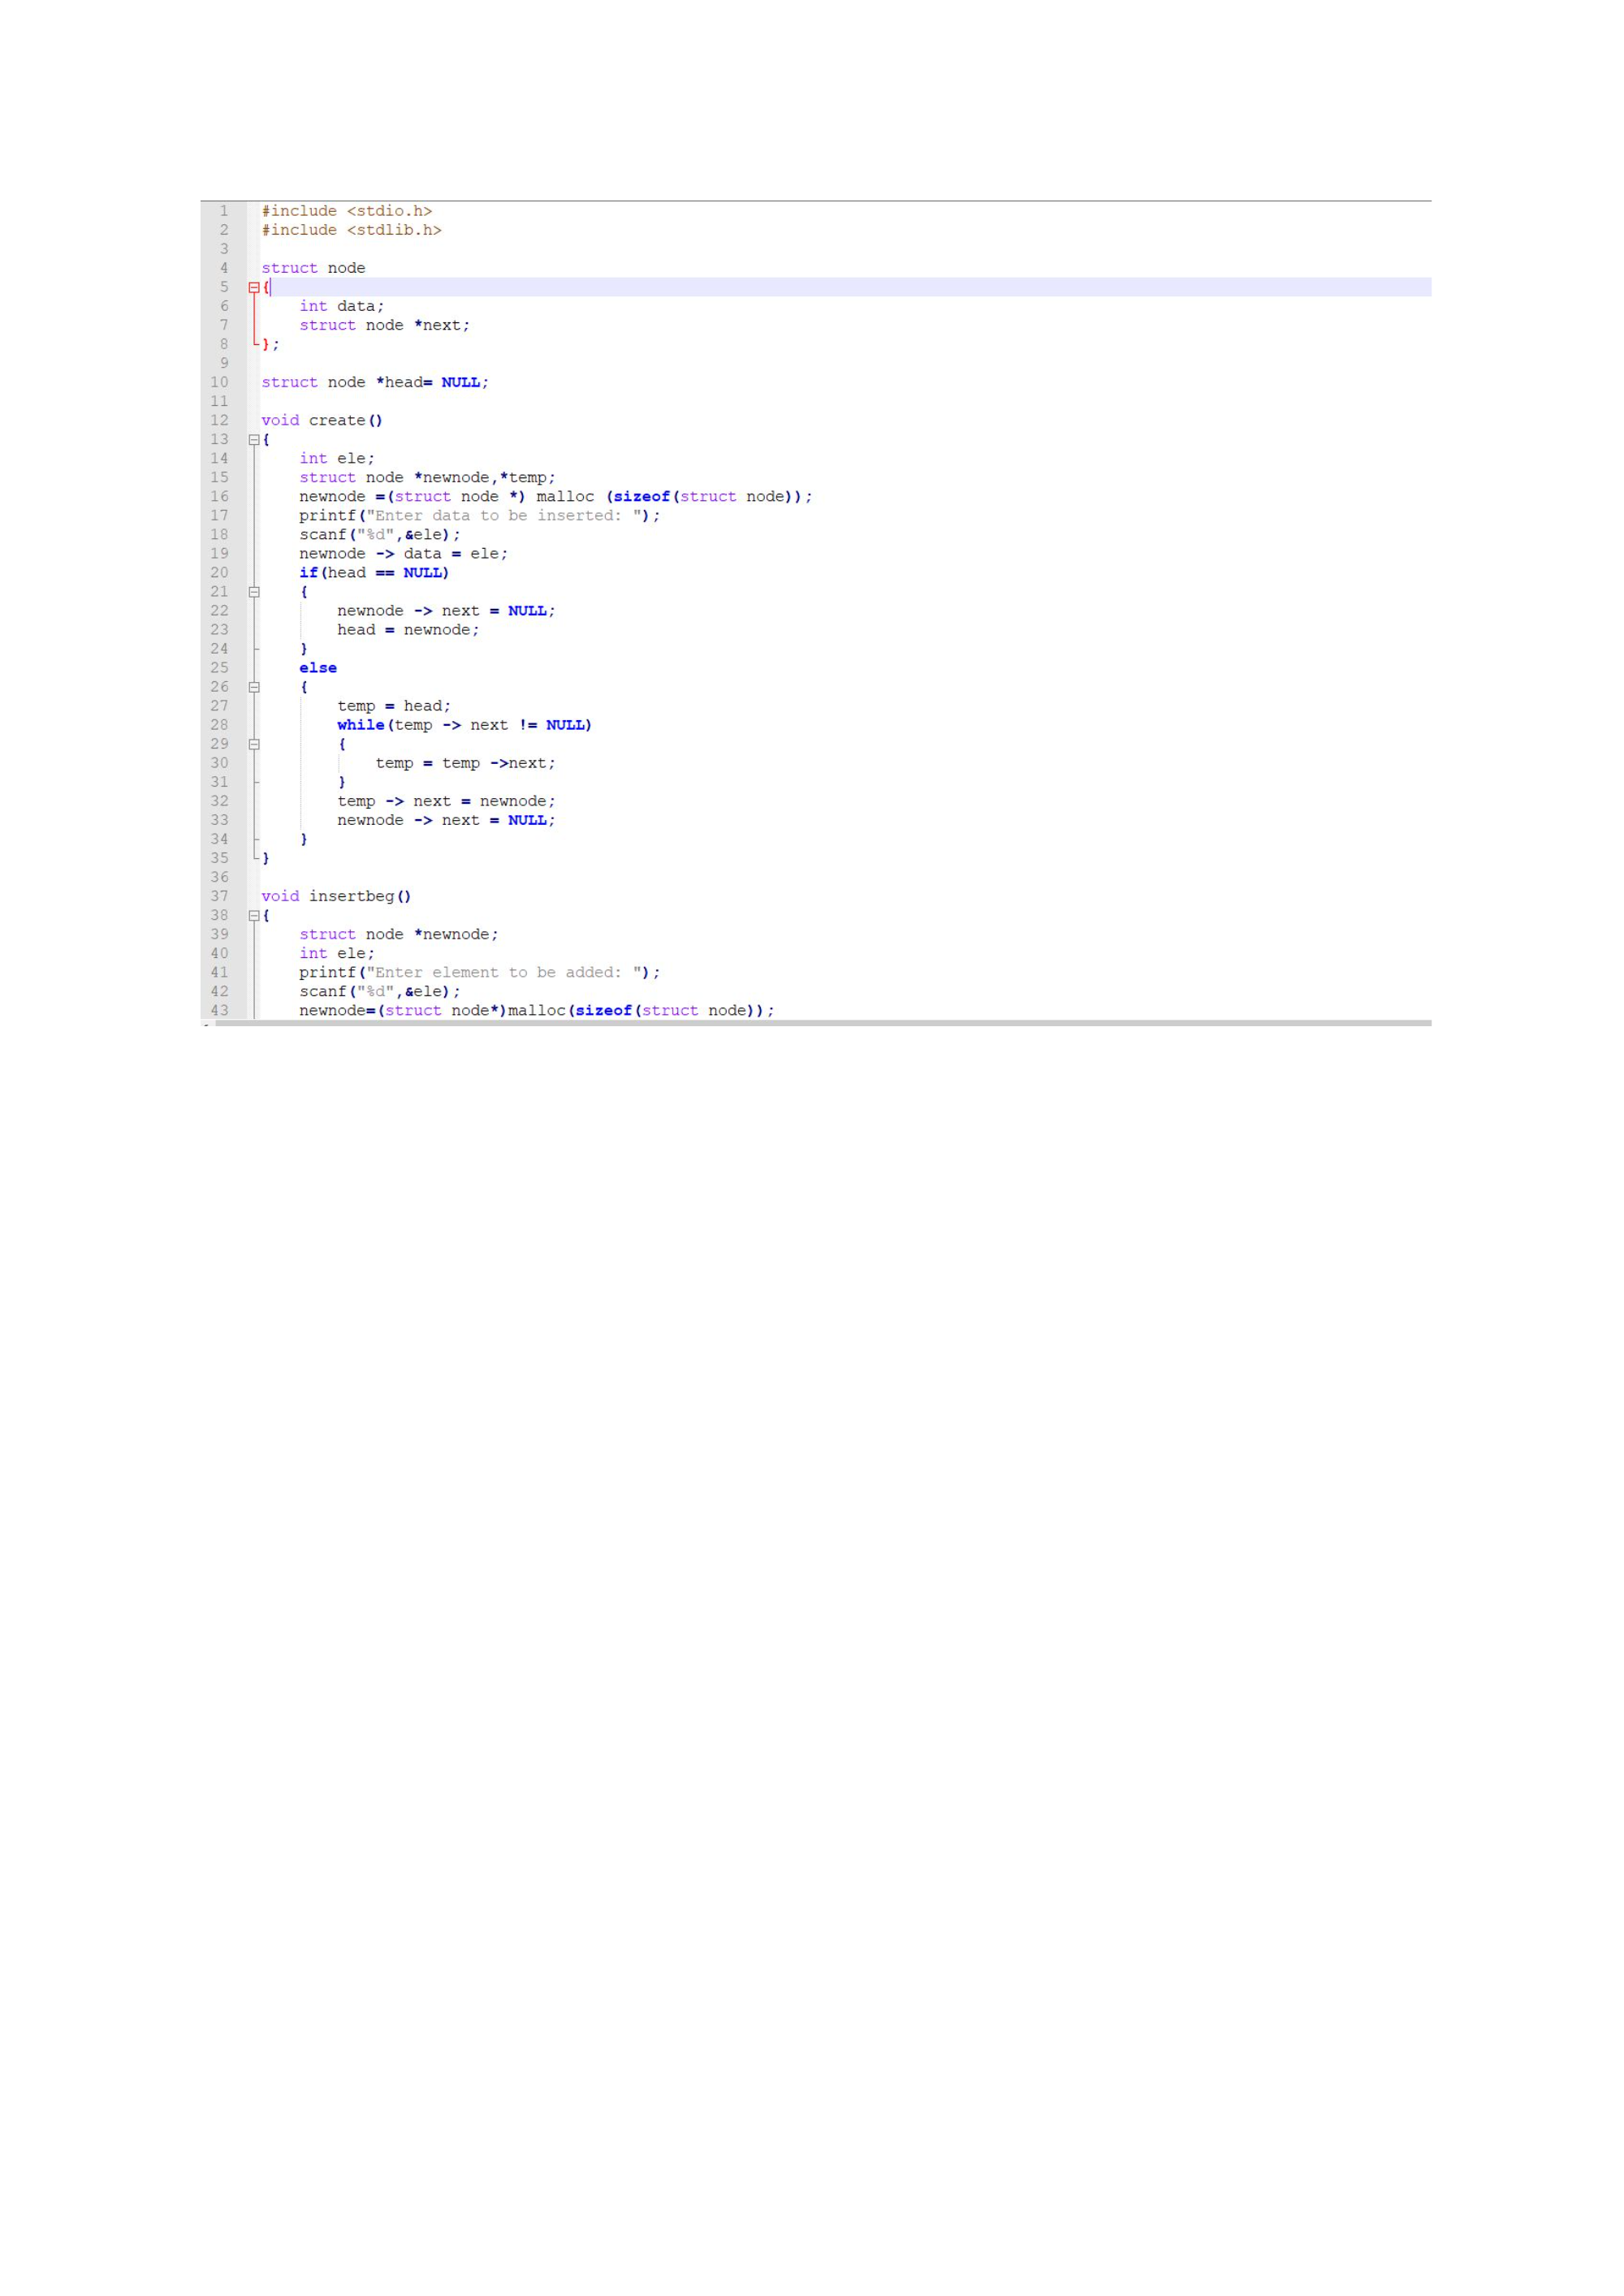 1 #include <stdio.h>
2 #include <stdlib.h>
3
4 struct node
5 {
6 int data;
7 struct node *next;
8 };
9
10 struct node *head= NULL;
11
12 void create()
13 {
14 int ele;
15 struct node *newnode,*temp;
16 newnode =(struct node *) malloc (sizeof(struct node));
17 printf("Enter data to be inserted: ");
18 scanf("%d",&ele);
19 newnode -> data = ele;
20 if(head == NULL)
21 {
22 newnode -> next = NULL;
23 head = newnode;
24 }
25 else
26 {
27 temp = head;
28 while(temp -> next != NULL)
29 {
30 temp = temp ->next;
31 }
32 temp -> next = newnode;
33 newnode -> next = NULL;
34 }
35 }
36
37 void insertbeg()
38 {
39 struct node *newnode;
40 int ele;
41 printf("Enter element to be added: ");
42 scanf("%d",&ele);
43 newnode=(struct node*)malloc(sizeof(struct node));